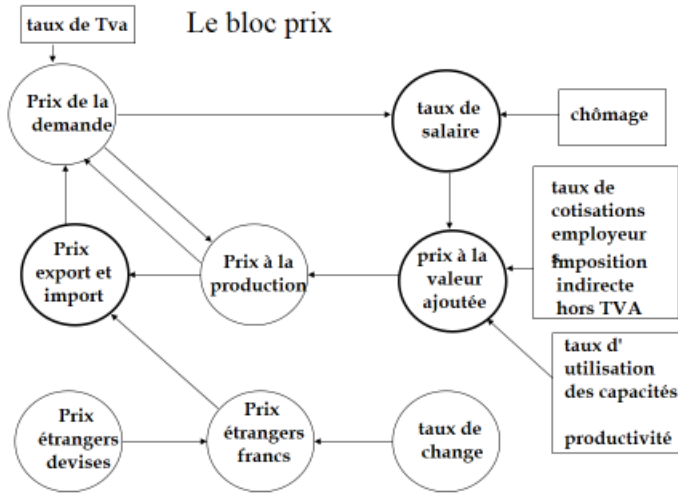 Le bloc prix
taux de Tva
Prix de la
demande
taux de
salaire
chômage
taux de
cotisations
employeur
s
imposition
indirecte
hors TVA
Prix
export et
import
Prix à la
production
prix à la
valeur
ajoutée
taux d'
utilisation
des capacités
productivité
Prix
étrangers
devises
Prix
étrangers
francs
taux de
change